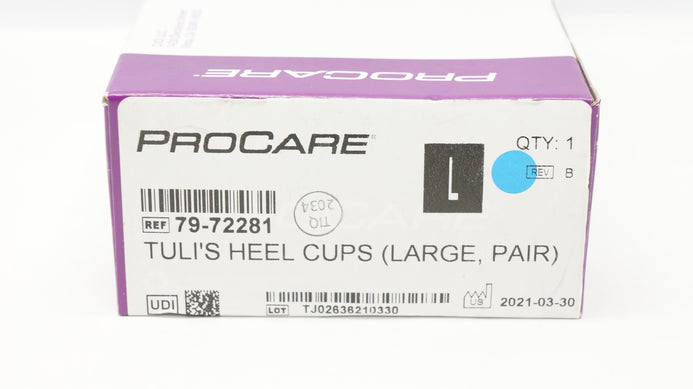 PROCARE
PROCARE
L
QTY: 1
REV B
REF 79-72281
TIQ
2034
TULI'S HEEL CUPS (LARGE, PAIR)
UDI
LOT TJ02636210330
US
2021-03-30